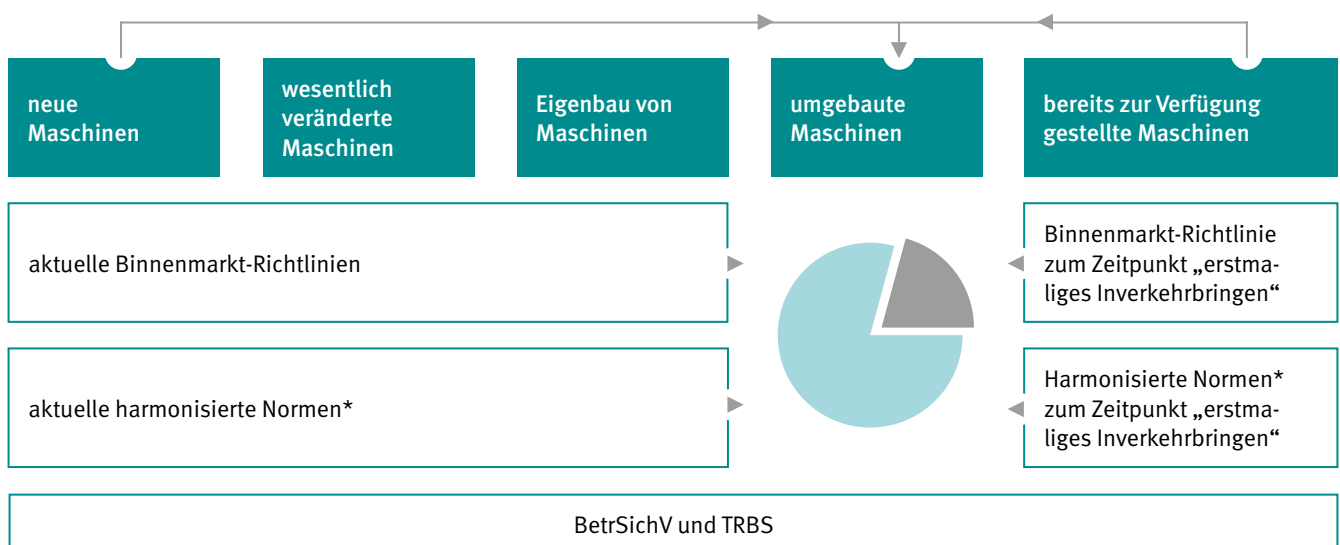 neue
Maschinen
wesentlich
veränderte
Maschinen
Eigenbau von
Maschinen
umgebaute
Maschinen
bereits zur Verfügung
gestellte Maschinen
aktuelle Binnenmarkt-Richtlinien
Binnenmarkt-Richtlinie
zum Zeitpunkt „erstma-
liges Inverkehrbringen“
aktuelle harmonisierte Normen*
Harmonisierte Normen*
zum Zeitpunkt „erstma-
liges Inverkehrbringen“
BetrSichV und TRBS